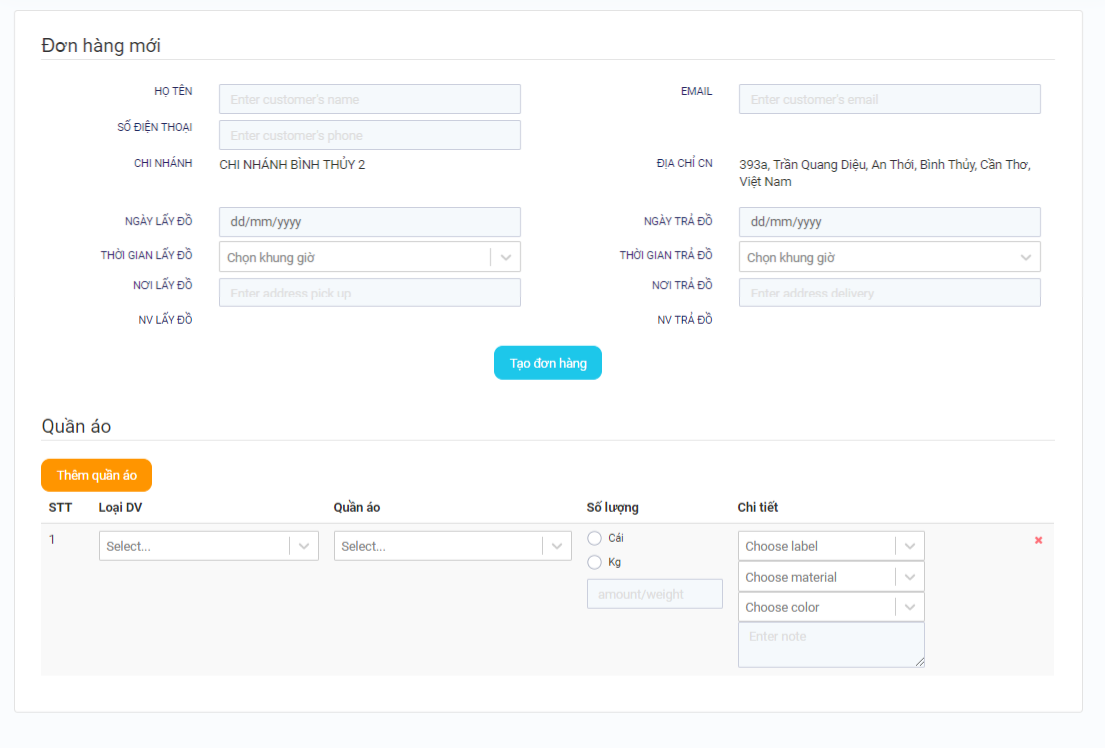 Đơn hàng mới
HỌ TÊN
Enter customer's name
EMAIL
Enter customer's email
SỐ ĐIỆN THOẠI
Enter customer's phone
CHI NHÁNH
CHI NHÁNH BÌNH THỦY 2
ĐỊA CHỈ CN
393a, Trần Quang Diệu, An Thới, Bình Thủy, Cần Thơ,
Việt Nam
NGÀY LẤY ĐỒ
dd/mm/yyyy
NGÀY TRẢ ĐỒ
dd/mm/yyyy
THỜI GIAN LẤY ĐỒ
Chọn khung giờ
THỜI GIAN TRẢ ĐỒ
Chọn khung giờ
NƠI LẤY ĐỒ
Enter address pick up
NƠI TRẢ ĐỒ
Enter address delivery
NV LẤY ĐỒ
NV TRẢ ĐỒ
Tạo đơn hàng
Quần áo
Thêm quần áo
STT
Loại DV
Quần áo
Số lượng
Chi tiết
1
Select...
Select...
Cái
Kg
amount/weight
Choose label
Choose material
Choose color
Enter note